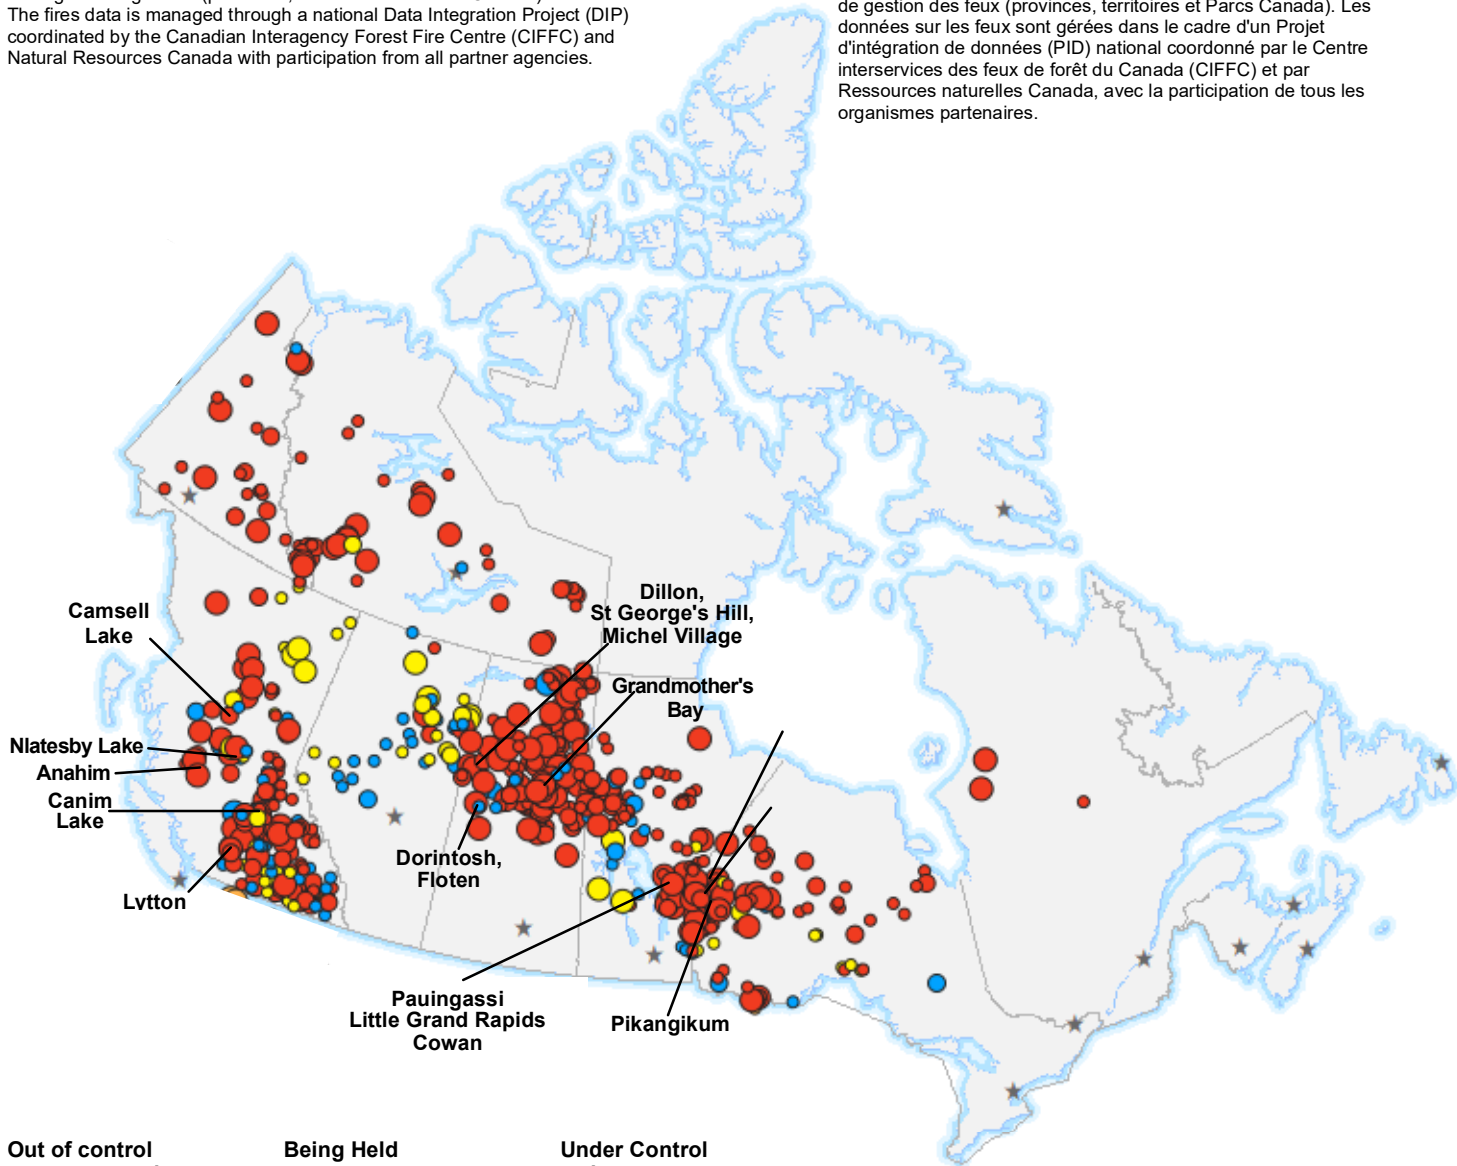 The fires data is managed through a national Data Integration Project (DIP)
coordinated by the Canadian Interagency Forest Fire Centre (CIFFC) and
Natural Resources Canada with participation from all partner agencies.
de gestion des feux (provinces, territoires et Parcs Canada). Les
données sur les feux sont gérées dans le cadre d'un Projet
d'intégration de données (PID) national coordonné par le Centre
interservices des feux de forêt du Canada (CIFFC) et par
Ressources naturelles Canada, avec la participation de tous les
organismes partenaires.
Dillon,
St George's Hill,
Michel Village
Camsell
Lake
Grandmother's
Bay
Nlatesby Lake
Anahim
Canim
Lake
Dorintosh,
Floten
Lytton
Pauingassi
Little Grand Rapids
Cowan
Pikangikum
Out of control
Being Held
Under Control